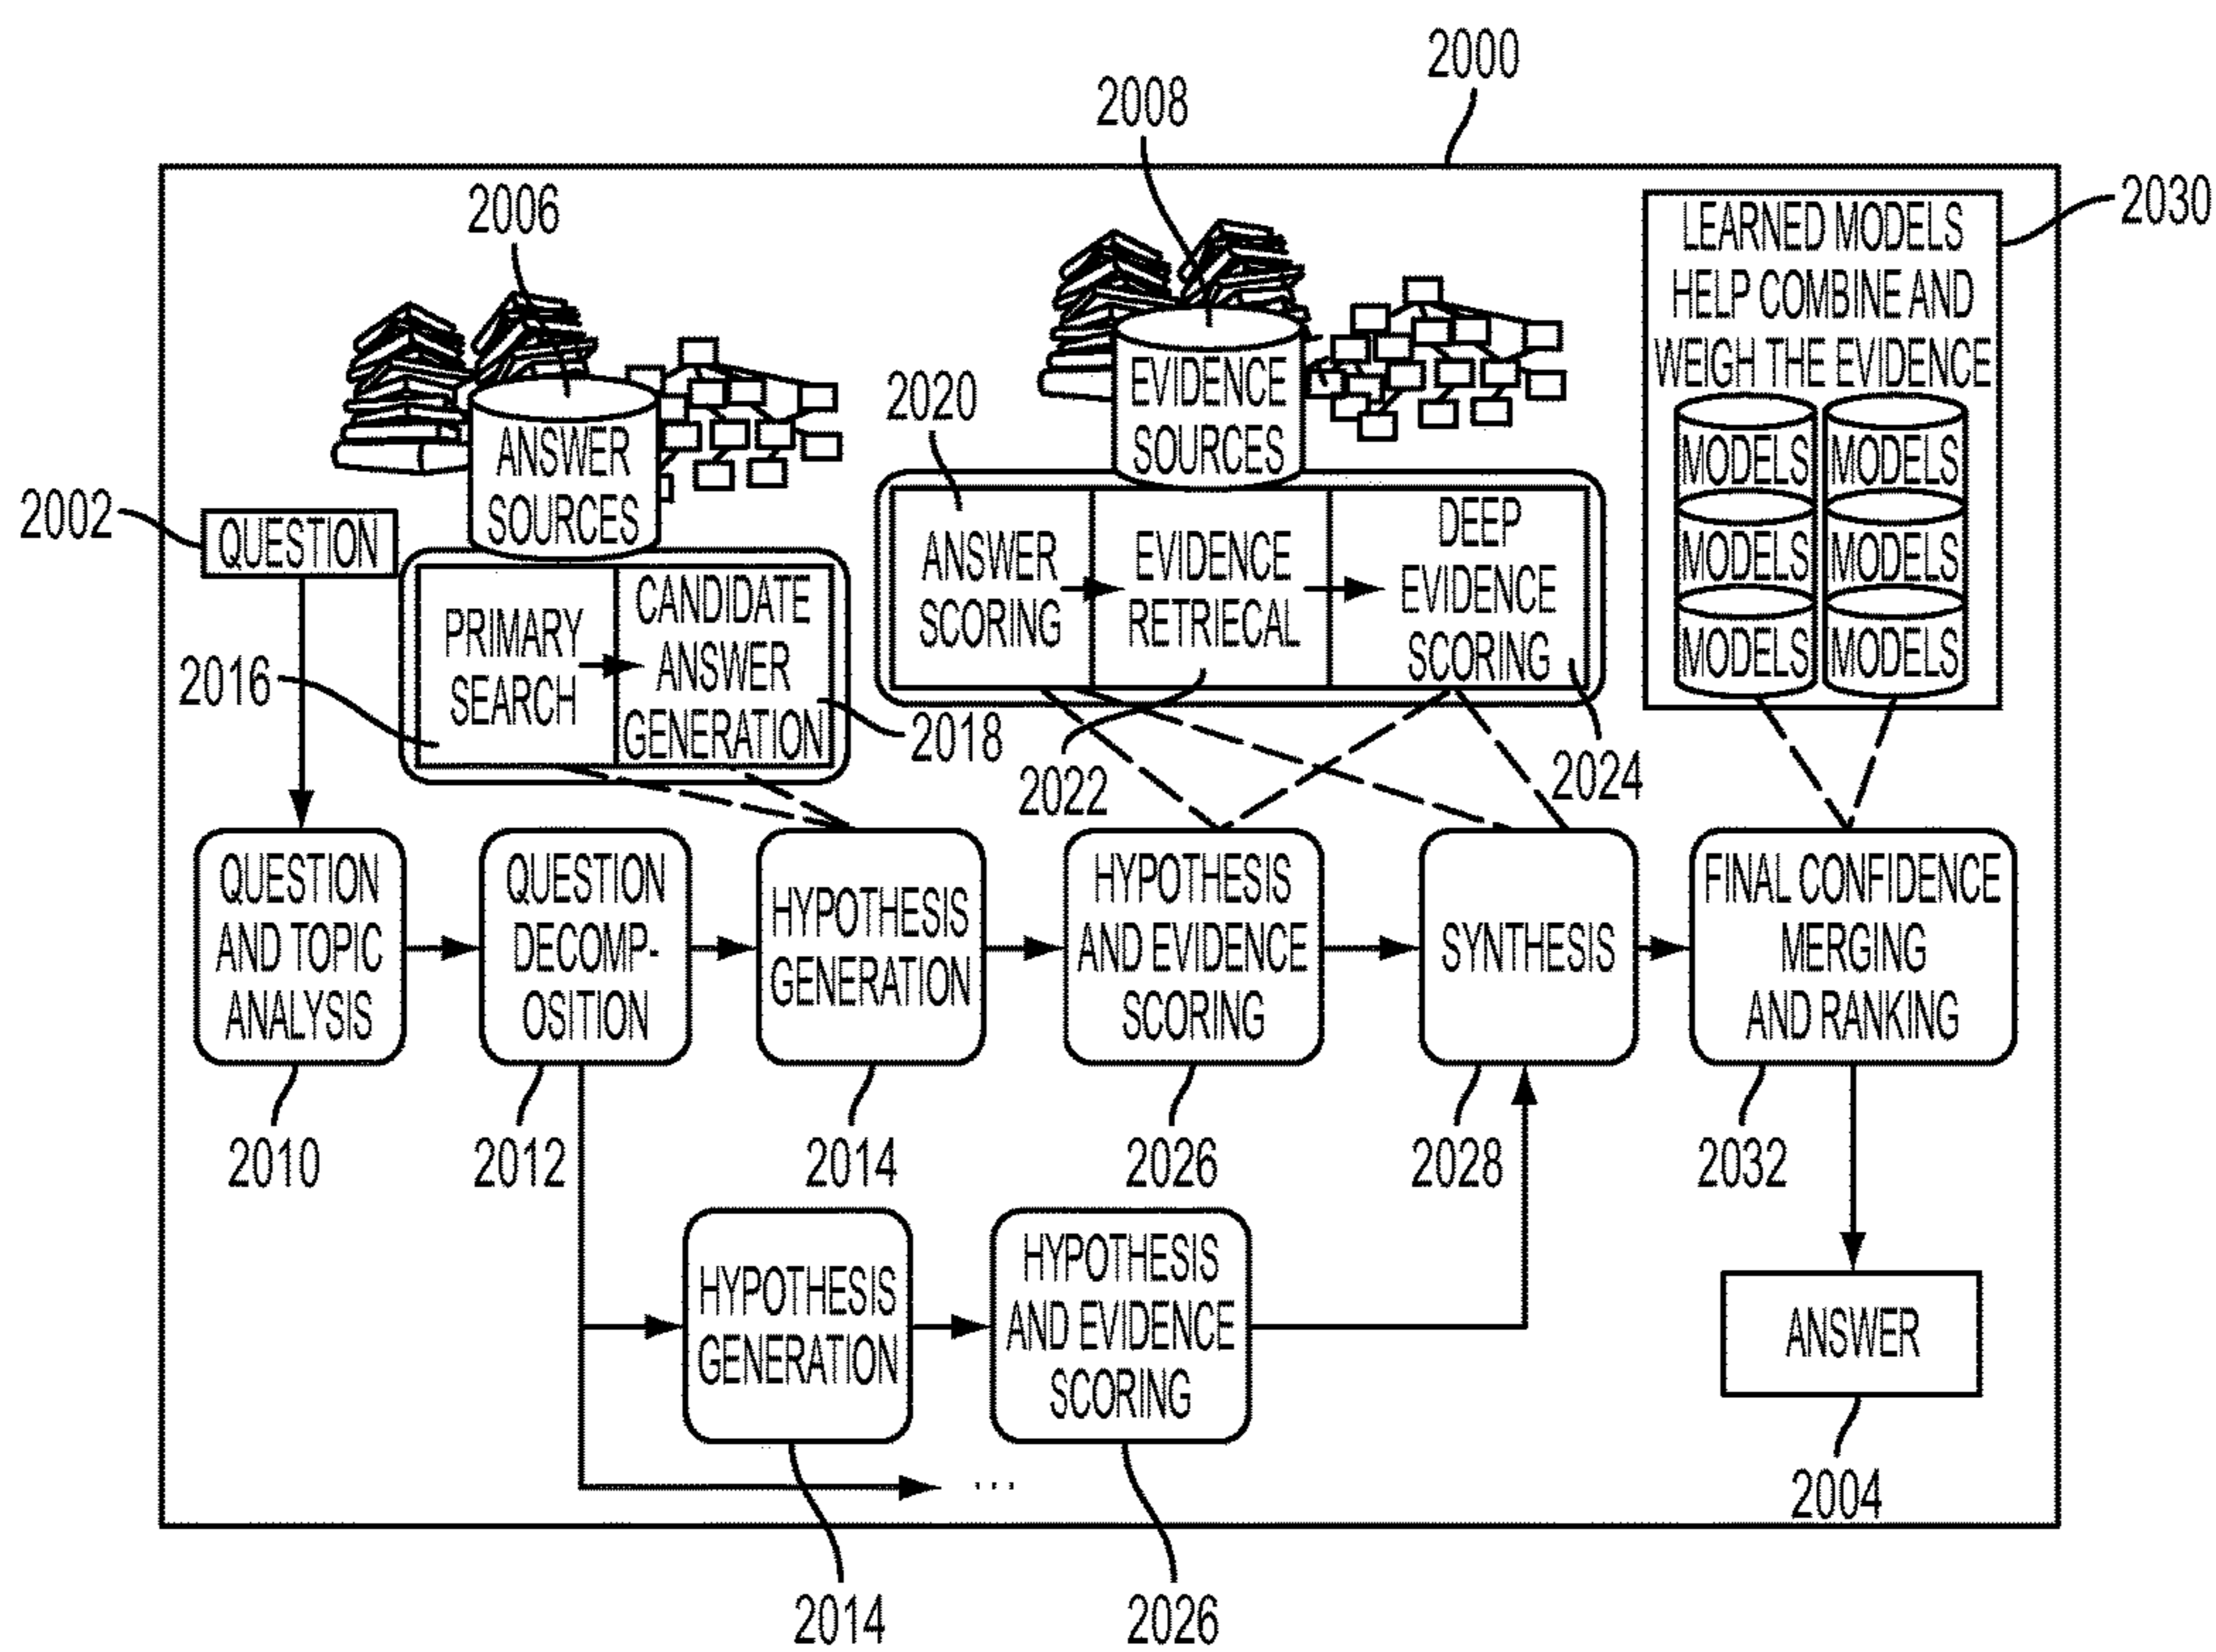 2000
2008
2006
2030
LEARNED MODELS
HELP COMBINE AND
WEIGH THE EVIDENCE
MODELS MODELS
MODELS MODELS
MODELS MODELS
EVIDENCE
SOURCES
2020
ANSWER
SOURCES
2002
QUESTION
PRIMARY
SEARCH
CANDIDATE
ANSWER
GENERATION
2016
2018
ANSWER
SCORING
EVIDENCE
RETRIECAL
DEEP
EVIDENCE
SCORING
2022
2024
QUESTION
AND TOPIC
ANALYSIS
QUESTION
DECOMP-
OSITION
HYPOTHESIS
GENERATION
HYPOTHESIS
AND EVIDENCE
SCORING
SYNTHESIS
FINAL CONFIDENCE
MERGING
AND RANKING
2010
2012
2014
2026
2028
2032
HYPOTHESIS
GENERATION
HYPOTHESIS
AND EVIDENCE
SCORING
ANSWER
...
2004
2014
2026